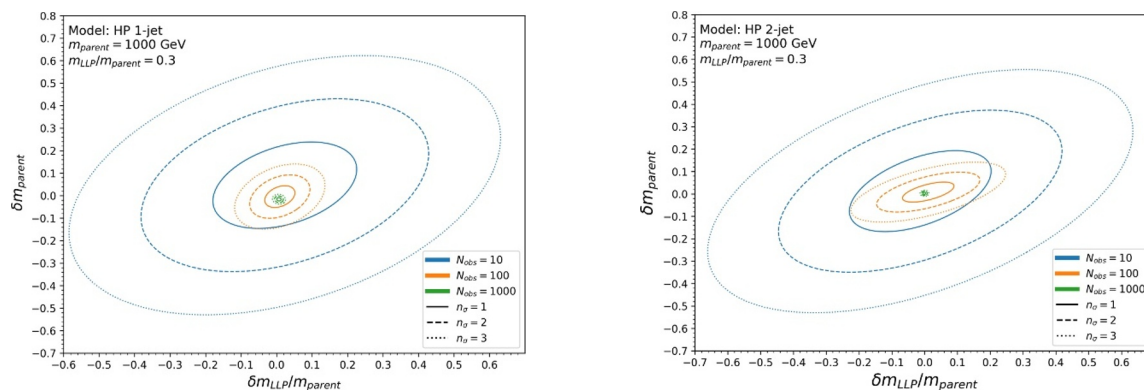 0.8
0.7
0.6
0.5
0.4
0.3
0.2
0.1
0.0
−0.1
−0.2
−0.3
−0.4
−0.5
−0.6
−0.7
δm_parent
Model: HP 1-jet
m_parent = 1000 GeV
m_LLP/m_parent = 0.3
N_obs = 10
N_obs = 100
N_obs = 1000
n_σ = 1
n_σ = 2
n_σ = 3
−0.6 −0.5 −0.4 −0.3 −0.2 −0.1 0.0 0.1 0.2 0.3 0.4 0.5 0.6
δm_LLP/m_parent
0.8
0.7
0.6
0.5
0.4
0.3
0.2
0.1
0.0
−0.1
−0.2
−0.3
−0.4
−0.5
−0.6
−0.7
δm_parent
Model: HP 2-jet
m_parent = 1000 GeV
m_LLP/m_parent = 0.3
N_obs = 10
N_obs = 100
N_obs = 1000
n_σ = 1
n_σ = 2
n_σ = 3
−0.7 −0.6 −0.5 −0.4 −0.3 −0.2 −0.1 0.0 0.1 0.2 0.3 0.4 0.5 0.6
δm_LLP/m_parent